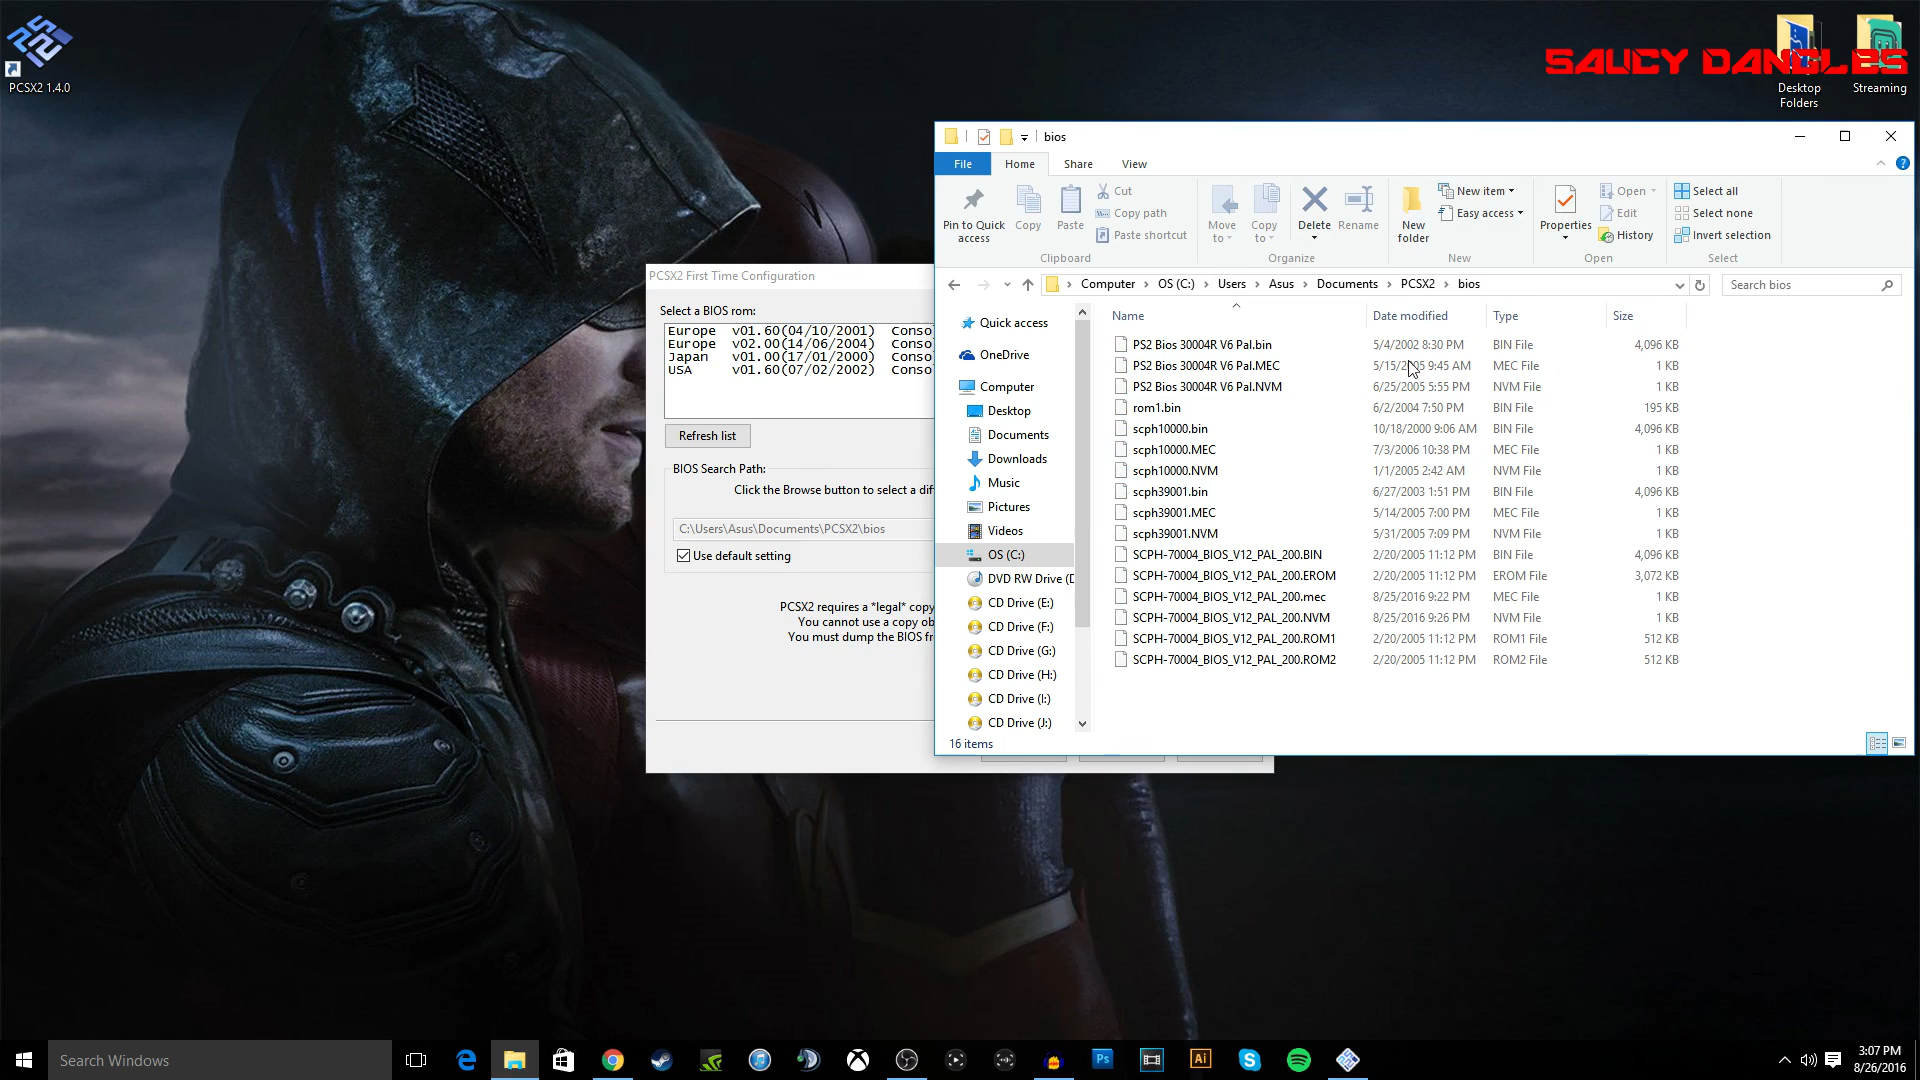 PCSX2 1.4.0
SAUCY DANGLES
Desktop Folders
Streaming
bios
File Home Share View
Pin to Quick access
Copy
Paste
Cut
Copy path
Paste shortcut
Clipboard
Move to
Copy to
Delete
Rename
Organize
New folder
New item
Easy access
New
Properties
Open
Edit
History
Open
Select all
Select none
Invert selection
Select
Computer OS (C:) Users Asus Documents PCSX2 bios
Search bios
Quick access
OneDrive
Computer
Desktop
Documents
Downloads
Music
Pictures
Videos
OS (C:)
DVD RW Drive (D
CD Drive (E:)
CD Drive (F:)
CD Drive (G:)
CD Drive (H:)
CD Drive (I:)
CD Drive (J:)
Name Date modified Type Size
PS2 Bios 30004R V6 Pal.bin 5/4/2002 8:30 PM BIN File 4,096 KB
PS2 Bios 30004R V6 Pal.MEC 5/15/2005 9:45 AM MEC File 1 KB
PS2 Bios 30004R V6 Pal.NVM 6/25/2005 5:55 PM NVM File 1 KB
rom1.bin 6/2/2004 7:50 PM BIN File 195 KB
scph10000.bin 10/18/2000 9:06 AM BIN File 4,096 KB
scph10000.MEC 7/3/2006 10:38 PM MEC File 1 KB
scph10000.NVM 1/1/2005 2:42 AM NVM File 1 KB
scph39001.bin 6/27/2003 1:51 PM BIN File 4,096 KB
scph39001.MEC 5/14/2005 7:00 PM MEC File 1 KB
scph39001.NVM 5/31/2005 7:09 PM NVM File 1 KB
SCPH-70004_BIOS_V12_PAL_200.BIN 2/20/2005 11:12 PM BIN File 4,096 KB
SCPH-70004_BIOS_V12_PAL_200.EROM 2/20/2005 11:12 PM EROM File 3,072 KB
SCPH-70004_BIOS_V12_PAL_200.mec 8/25/2016 9:22 PM MEC File 1 KB
SCPH-70004_BIOS_V12_PAL_200.NVM 8/25/2016 9:26 PM NVM File 1 KB
SCPH-70004_BIOS_V12_PAL_200.ROM1 2/20/2005 11:12 PM ROM1 File 512 KB
SCPH-70004_BIOS_V12_PAL_200.ROM2 2/20/2005 11:12 PM ROM2 File 512 KB
16 items
PCSX2 First Time Configuration
Select a BIOS rom:
Europe v01.60(04/10/2001) Conso
Europe v02.00(14/06/2004) Conso
Japan v01.00(17/01/2000) Conso
USA v01.60(07/02/2002) Conso
Refresh list
BIOS Search Path:
Click the Browse button to select a dif
C:\Users\Asus\Documents\PCSX2\bios
Use default setting
PCSX2 requires a *legal* copy
You cannot use a copy ob
You must dump the BIOS fr
Search Windows
Ps
Ai
3:07 PM
8/26/2016